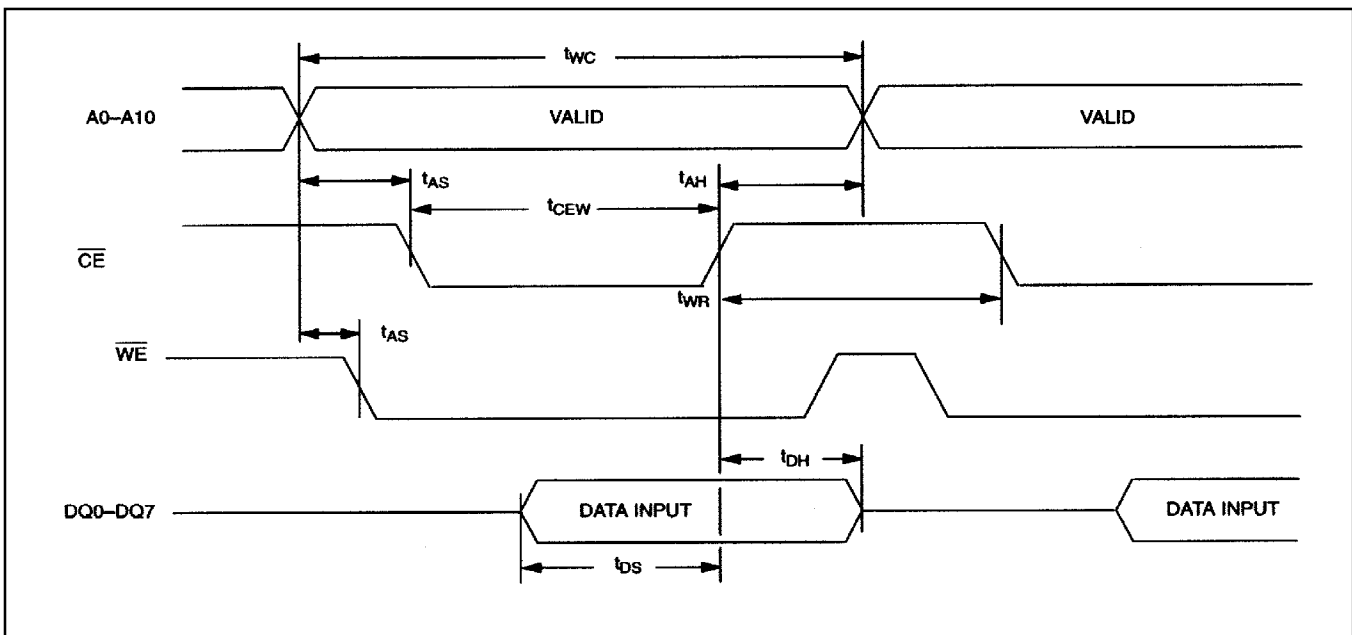 tWC
A0–A10
VALID
VALID
tAS
tAH
tCEW
CE
tWR
tAS
WE
tDH
DQ0–DQ7
DATA INPUT
DATA INPUT
tDS